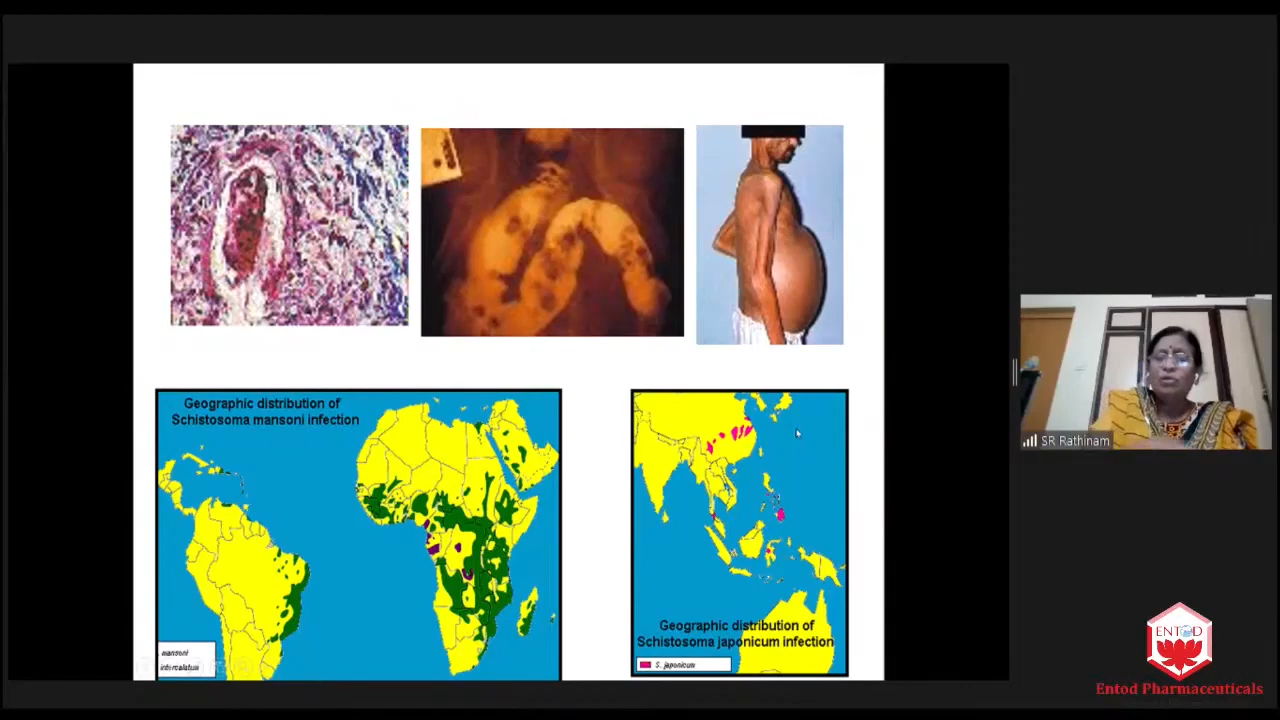 Geographic distribution of
Schistosoma mansoni infection
mansoni
intercalatum
Geographic distribution of
Schistosoma japonicum infection
S. japonicum
SR Rathinam
ENTOD
Entod Pharmaceuticals